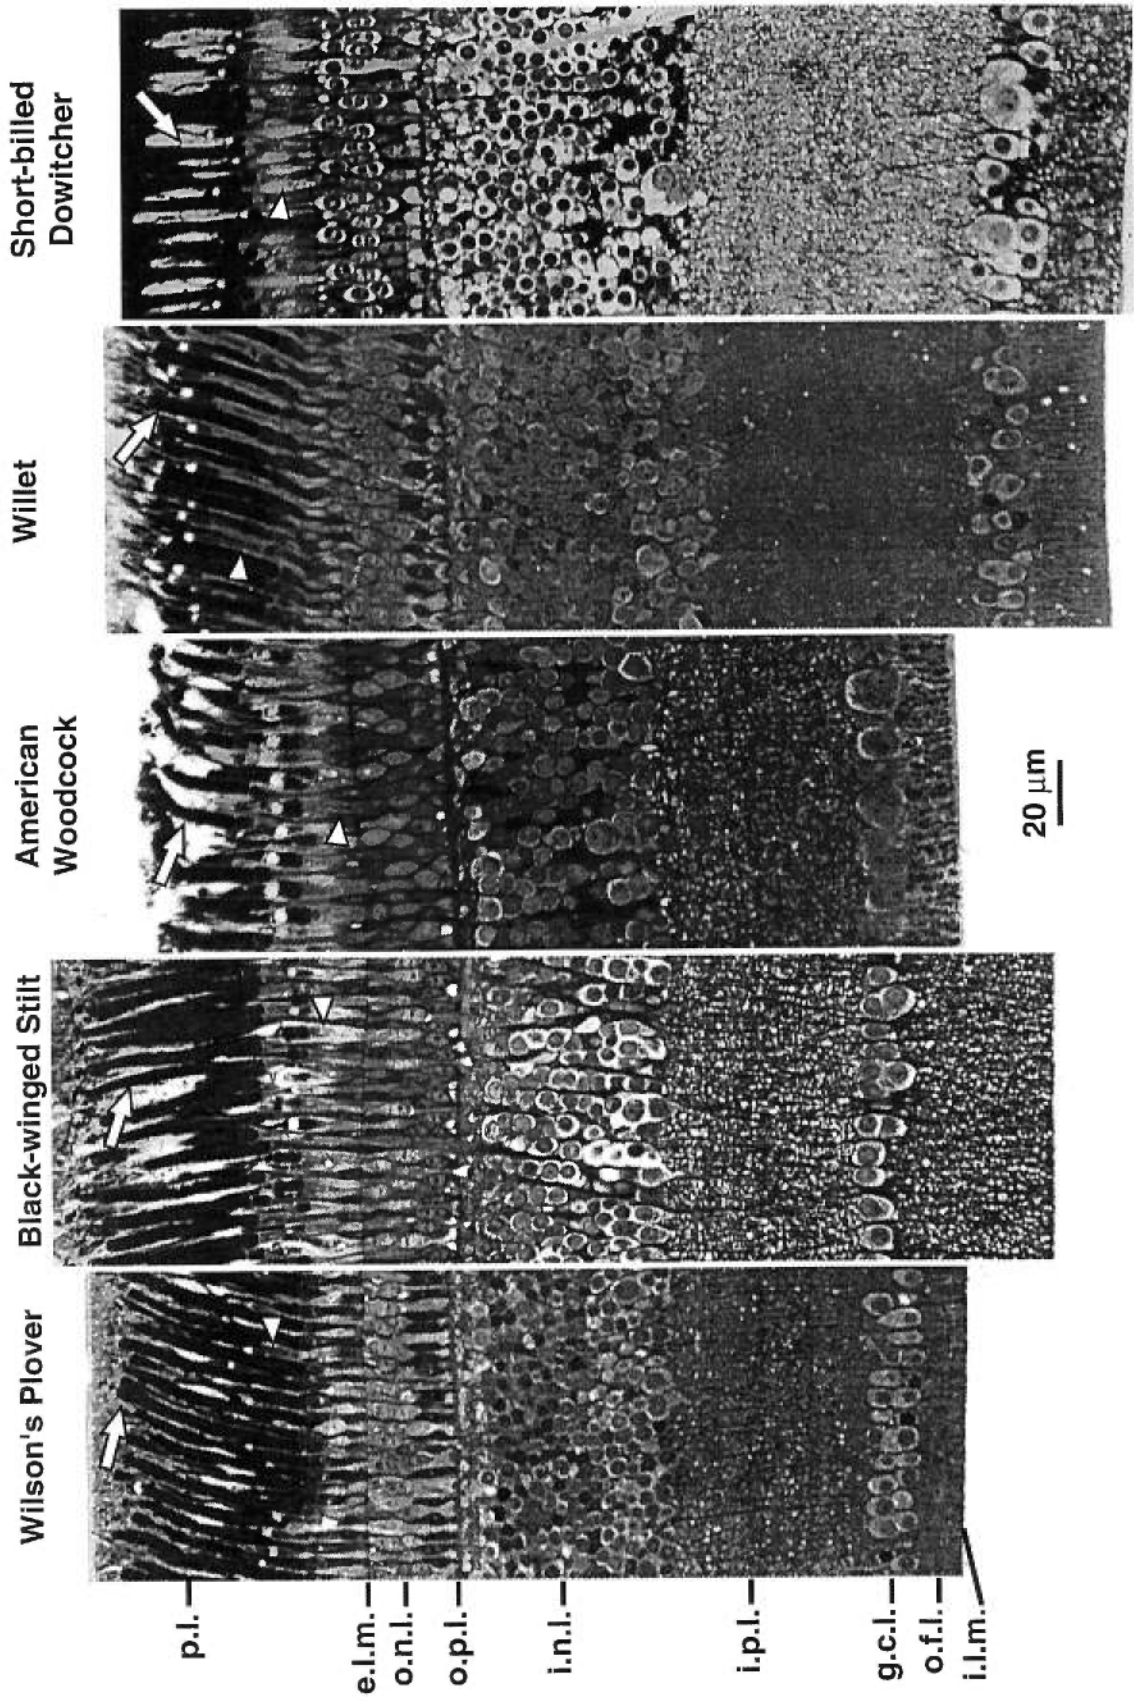 Short-billed
Dowitcher
Willet
American
Woodcock
20 μm
Black-winged Stilt
Wilson's Plover
p.l.
e.l.m.
o.n.l.
o.p.l.
i.n.l.
i.p.l.
g.c.l.
o.f.l.
i.l.m.